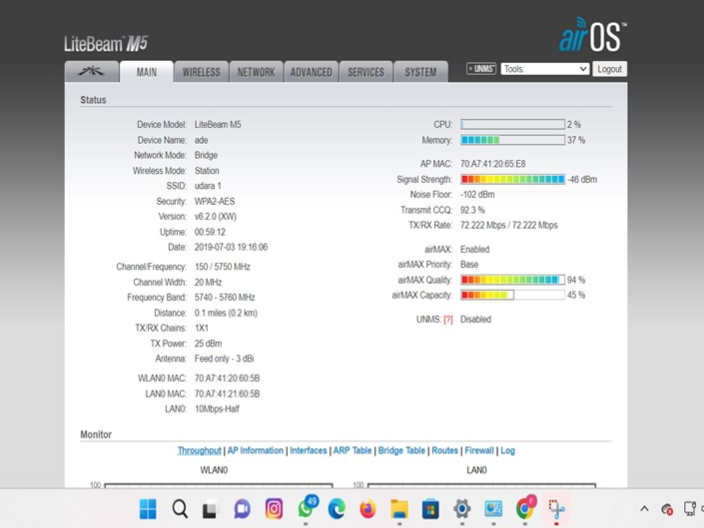 LiteBeam™ M5
airOS™
MAIN WIRELESS NETWORK ADVANCED SERVICES SYSTEM UNMS Tools: Logout
Status
Device Model: LiteBeam M5
Device Name: ade
Network Mode: Bridge
Wireless Mode: Station
SSID: udara 1
Security: WPA2-AES
Version: v6.2.0 (XW)
Uptime: 00:59:12
Date: 2019-07-03 19:16:06
Channel/Frequency: 150 / 5750 MHz
Channel Width: 20 MHz
Frequency Band: 5740 - 5760 MHz
Distance: 0.1 miles (0.2 km)
TX/RX Chains: 1X1
TX Power: 25 dBm
Antenna: Feed only - 3 dBi
WLAN0 MAC: 70:A7:41:20:60:5B
LAN0 MAC: 70:A7:41:21:60:5B
LAN0: 10Mbps-Half
CPU: 2 %
Memory: 37 %
AP MAC: 70:A7:41:20:65:E8
Signal Strength: -46 dBm
Noise Floor: -102 dBm
Transmit CCQ: 92.3 %
TX/RX Rate: 72.222 Mbps / 72.222 Mbps
airMAX: Enabled
airMAX Priority: Base
airMAX Quality: 94 %
airMAX Capacity: 45 %
UNMS: [?] Disabled
Monitor
Throughput | AP Information | Interfaces | ARP Table | Bridge Table | Routes | Firewall | Log
WLAN0 LAN0
100 100
49